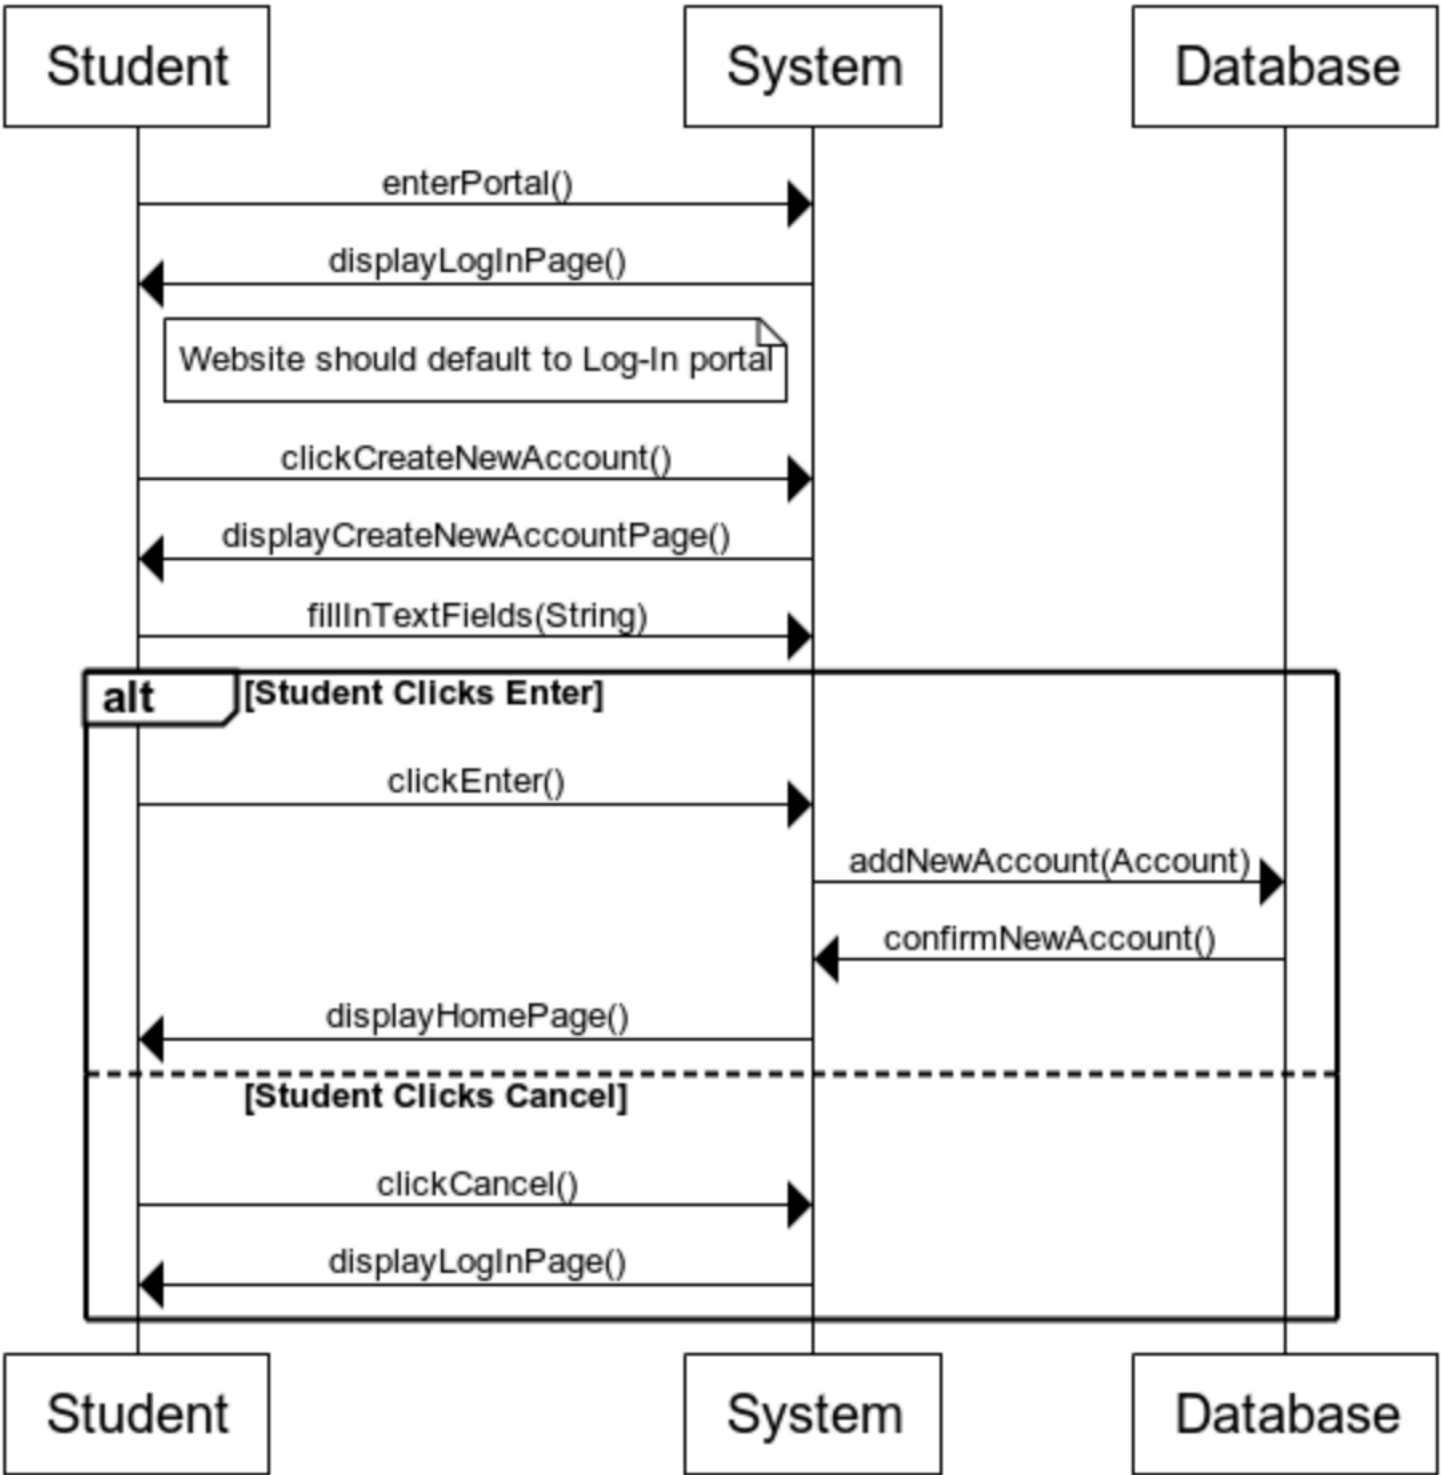 Student
System
Database
enterPortal()
displayLogInPage()
Website should default to Log-In portal
clickCreateNewAccount()
displayCreateNewAccountPage()
fillInTextFields(String)
alt
[Student Clicks Enter]
clickEnter()
addNewAccount(Account)
confirmNewAccount()
displayHomePage()
[Student Clicks Cancel]
clickCancel()
displayLogInPage()
Student
System
Database